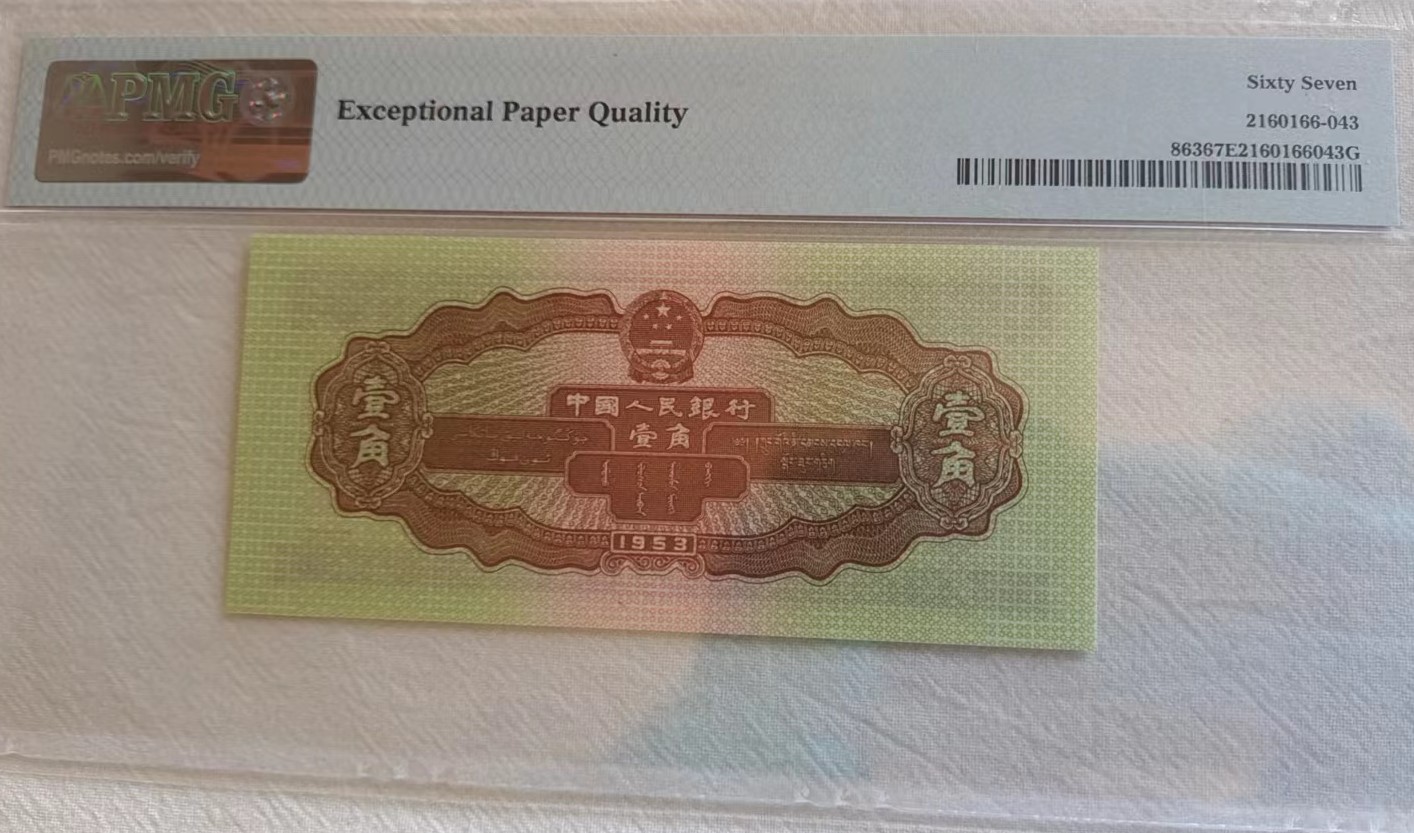 PMG
PMGnotes.com/verify
Exceptional Paper Quality
Sixty Seven
2160166-043
86367E2160166043G
中國人民銀行
壹角
壹角
壹角
1953